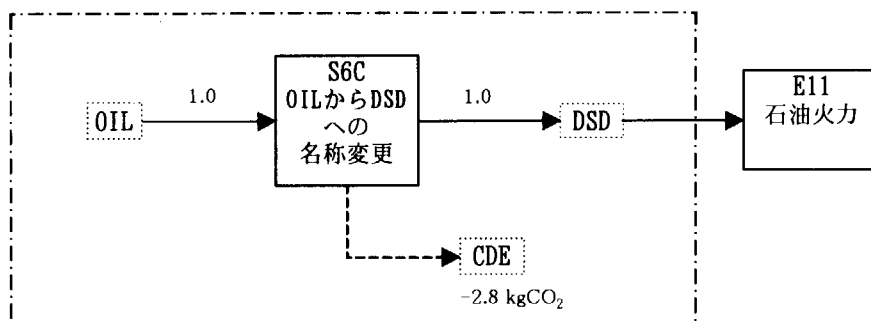 S6C
OILからDSD
への
名称変更
1.0
1.0
OIL
DSD
E11
石油火力
CDE
-2.8 kgCO₂